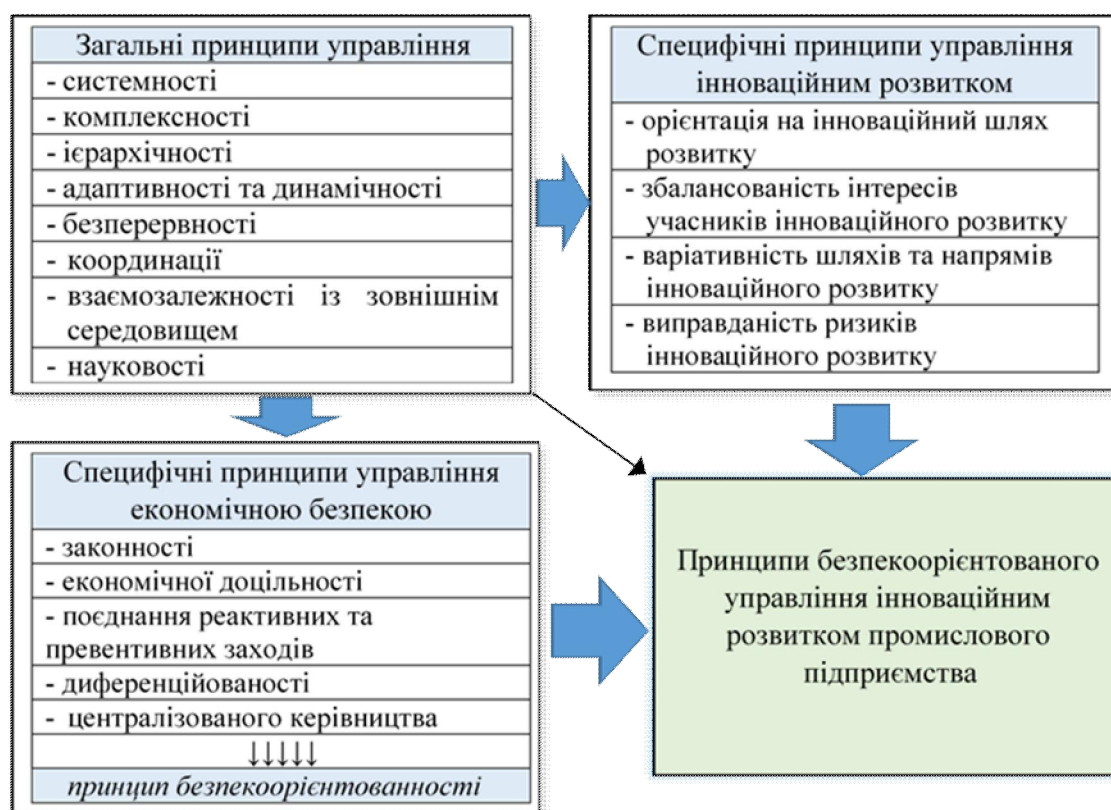 Загальні принципи управління
- системності
- комплексності
- ієрархічності
- адаптивності та динамічності
- безперервності
- координації
- взаємозалежності із зовнішнім
середовищем
- науковості
Специфічні принципи управління
інноваційним розвитком
- орієнтація на інноваційний шлях
розвитку
- збалансованість інтересів
учасників інноваційного розвитку
- варіативність шляхів та напрямів
інноваційного розвитку
- виправданість ризиків
інноваційного розвитку
Специфічні принципи управління
економічною безпекою
- законності
- економічної доцільності
- поєднання реактивних та
превентивних заходів
- диференційованості
- централізованого керівництва
↓↓↓↓↓
принцип безпекоорієнтованності
Принципи безпекоорієнтованого
управління інноваційним
розвитком промислового
підприємства